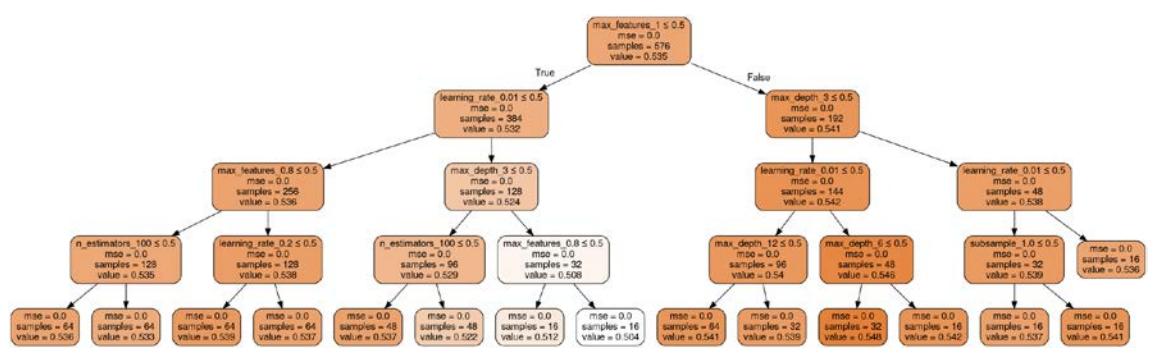 max_features_1 ≤ 0.5
mse = 0.0
samples = 576
value = 0.535
True
False
learning_rate_0.01 ≤ 0.5
mse = 0.0
samples = 384
value = 0.532
max_depth_3 ≤ 0.5
mse = 0.0
samples = 192
value = 0.541
max_features_0.8 ≤ 0.5
mse = 0.0
samples = 256
value = 0.536
max_depth_3 ≤ 0.5
mse = 0.0
samples = 128
value = 0.524
learning_rate_0.01 ≤ 0.5
mse = 0.0
samples = 144
value = 0.542
learning_rate_0.01 ≤ 0.5
mse = 0.0
samples = 48
value = 0.538
n_estimators_100 ≤ 0.5
mse = 0.0
samples = 128
value = 0.535
learning_rate_0.2 ≤ 0.5
mse = 0.0
samples = 128
value = 0.538
n_estimators_100 ≤ 0.5
mse = 0.0
samples = 96
value = 0.529
max_features_0.8 ≤ 0.5
mse = 0.0
samples = 32
value = 0.508
max_depth_12 ≤ 0.5
mse = 0.0
samples = 96
value = 0.54
max_depth_6 ≤ 0.5
mse = 0.0
samples = 48
value = 0.546
subsample_1.0 ≤ 0.5
mse = 0.0
samples = 32
value = 0.539
mse = 0.0
samples = 16
value = 0.536
mse = 0.0
samples = 64
value = 0.536
mse = 0.0
samples = 64
value = 0.533
mse = 0.0
samples = 64
value = 0.539
mse = 0.0
samples = 64
value = 0.537
mse = 0.0
samples = 48
value = 0.537
mse = 0.0
samples = 48
value = 0.522
mse = 0.0
samples = 16
value = 0.512
mse = 0.0
samples = 16
value = 0.504
mse = 0.0
samples = 64
value = 0.541
mse = 0.0
samples = 32
value = 0.539
mse = 0.0
samples = 32
value = 0.548
mse = 0.0
samples = 16
value = 0.542
mse = 0.0
samples = 16
value = 0.537
mse = 0.0
samples = 16
value = 0.541